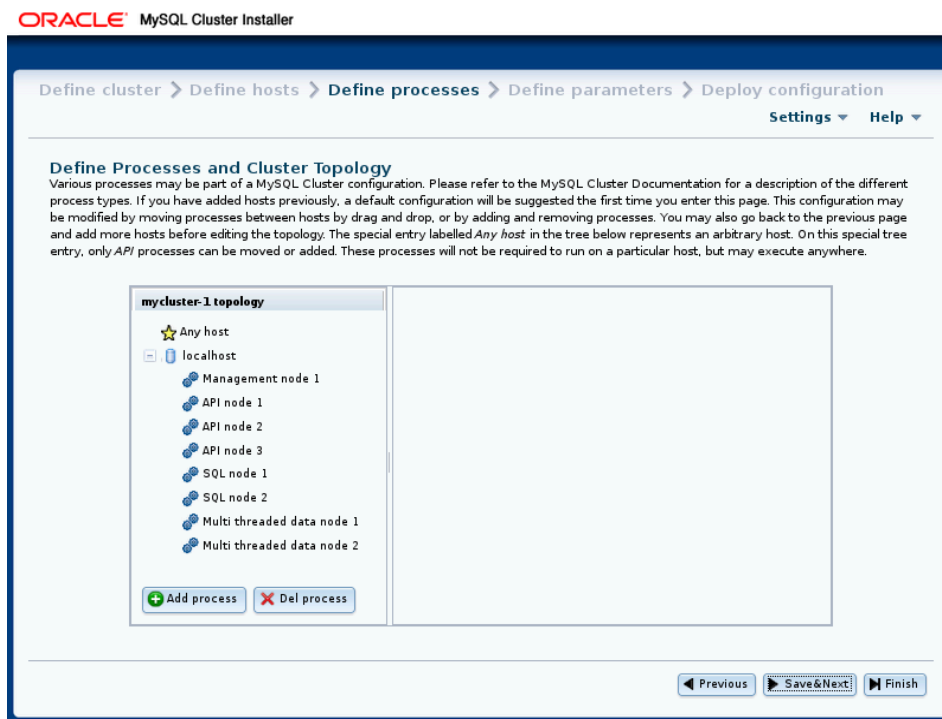 ORACLE MySQL Cluster Installer
Define cluster Define hosts Define processes Define parameters Deploy configuration
Settings Help
Define Processes and Cluster Topology
Various processes may be part of a MySQL Cluster configuration. Please refer to the MySQL Cluster Documentation for a description of the different
process types. If you have added hosts previously, a default configuration will be suggested the first time you enter this page. This configuration may
be modified by moving processes between hosts by drag and drop, or by adding and removing processes. You may also go back to the previous page
and add more hosts before editing the topology. The special entry labelled Any host in the tree below represents an arbitrary host. On this special tree
entry, only API processes can be moved or added. These processes will not be required to run on a particular host, but may execute anywhere.
mycluster-1 topology
Any host
localhost
Management node 1
API node 1
API node 2
API node 3
SQL node 1
SQL node 2
Multi threaded data node 1
Multi threaded data node 2
Add process Del process
Previous Save&Next Finish